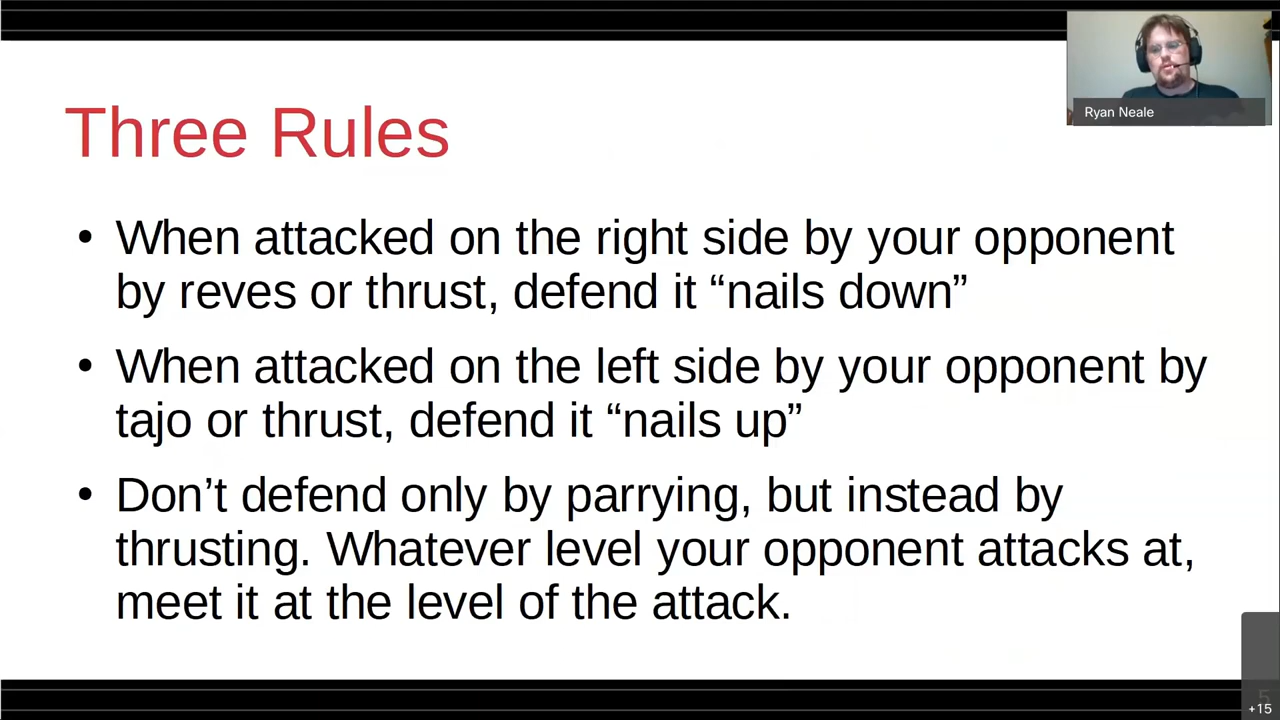 Three Rules
Ryan Neale
• When attacked on the right side by your opponent
by reves or thrust, defend it “nails down”
• When attacked on the left side by your opponent by
tajo or thrust, defend it “nails up”
• Don’t defend only by parrying, but instead by
thrusting. Whatever level your opponent attacks at,
meet it at the level of the attack.
5
+15